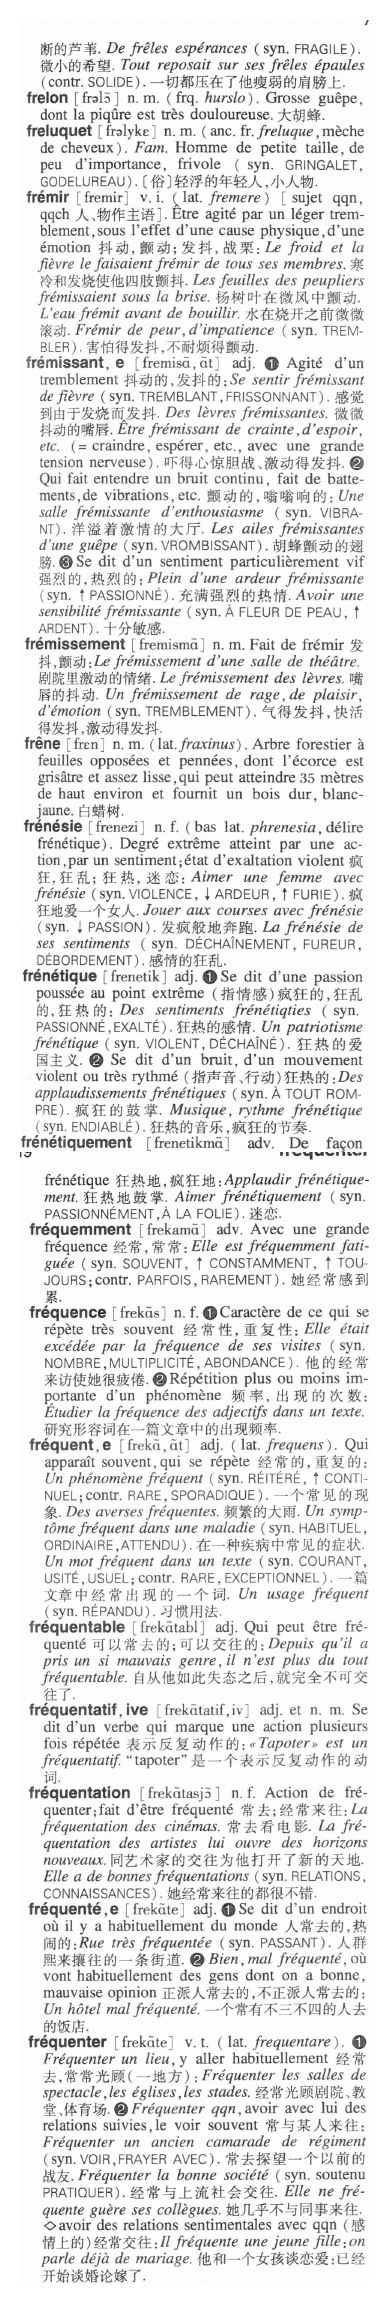 断的芦苇. De frêles espérances (syn. FRAGILE).
微小的希望. Tout reposait sur ses frêles épaules
(contr. SOLIDE). 一切都压在了他瘦弱的肩膀上.
frelon [frəlɔ̃] n. m. (frq. hurslo). Grosse guêpe,
dont la piqûre est très douloureuse. 大胡蜂.
freluquet [frəlykɛ] n. m. (anc. fr. freluque, mèche
de cheveux). Fam. Homme de petite taille, de
peu d'importance, frivole (syn. GRINGALET,
GODELUREAU). [俗]轻浮的年轻人,小人物.
frémir [fremir] v. i. (lat. fremere) [sujet qqn,
qqch 人、物作主语]. Être agité par un léger trem-
blement, sous l'effet d'une cause physique, d'une
émotion 抖动, 颤动; 发抖, 战栗: Le froid et la
fièvre le faisaient frémir de tous ses membres. 寒
冷和发烧使他四肢颤抖. Les feuilles des peupliers
frémissaient sous la brise. 杨树叶在微风中颤动.
L'eau frémit avant de bouillir. 水在烧开之前微微
滚动. Frémir de peur, d'impatience (syn. TREM-
BLER). 害怕得发抖,不耐烦得颤动.
frémissant, e [fremisɑ̃, ɑ̃t] adj. ❶ Agité d'un
tremblement 抖动的,发抖的: Se sentir frémissant
de fièvre (syn. TREMBLANT, FRISSONNANT). 感觉
到由于发烧而发抖. Des lèvres frémissantes. 微微
抖动的嘴唇. Être frémissant de crainte, d'espoir,
etc. (= craindre, espérer, etc., avec une grande
tension nerveuse). 吓得心惊胆战、激动得发抖. ❷
Qui fait entendre un bruit continu, fait de batte-
ments, de vibrations, etc. 颤动的, 嗡嗡响的: Une
salle frémissante d'enthousiasme (syn. VIBRA-
NT). 洋溢着激情的大厅. Les ailes frémissantes
d'une guêpe (syn. VROMBISSANT). 胡蜂颤动的翅
膀. ❸ Se dit d'un sentiment particulièrement vif
强烈的, 热烈的: Plein d'une ardeur frémissante
(syn. ↑ PASSIONNÉ). 充满强烈的热情. Avoir une
sensibilité frémissante (syn. À FLEUR DE PEAU, ↑
ARDENT). 十分敏感.
frémissement [fremismɑ̃] n. m. Fait de frémir 发
抖,颤动: Le frémissement d'une salle de théâtre.
剧院里激动的情绪. Le frémissement des lèvres. 嘴
唇的抖动. Un frémissement de rage, de plaisir,
d'émotion (syn. TREMBLEMENT). 气得发抖, 快活
得发抖,激动得发抖.
frêne [frɛn] n. m. (lat. fraxinus). Arbre forestier à
feuilles opposées et pennées, dont l'écorce est
grisâtre et assez lisse, qui peut atteindre 35 mètres
de haut environ et fournit un bois dur, blanc-
jaune. 白蜡树.
frénésie [frenezi] n. f. (bas lat. phrenesia, délire
frénétique). Degré extrême atteint par une ac-
tion, par un sentiment; état d'exaltation violent 疯
狂, 狂乱; 狂热, 迷恋: Aimer une femme avec
frénésie (syn. VIOLENCE, ↓ ARDEUR, ↑ FURIE). 疯
狂地爱一个女人. Jouer aux courses avec frénésie
(syn. ↓ PASSION). 发疯般地奔跑. La frénésie de
ses sentiments (syn. DÉCHAÎNEMENT, FUREUR,
DÉBORDEMENT). 感情的狂乱.
frénétique [frenetik] adj. ❶ Se dit d'une passion
poussée au point extrême (指情感)疯狂的, 狂乱
的, 狂热的: Des sentiments frénétiqties (syn.
PASSIONNÉ, EXALTÉ). 狂热的感情. Un patriotisme
frénétique (syn. VIOLENT, DÉCHAÎNÉ). 狂热的爱
国主义. ❷ Se dit d'un bruit, d'un mouvement
violent ou très rythmé (指声音、行动)狂热的: Des
applaudissements frénétiques (syn. À TOUT ROM-
PRE). 疯狂的鼓掌. Musique, rythme frénétique
(syn. ENDIABLÉ). 狂热的音乐,疯狂的节奏.
frénétiquement [frenetikmɑ̃] adv. De façon
frénétique 狂热地,疯狂地: Applaudir frénétique-
ment. 狂热地鼓掌. Aimer frénétiquement (syn.
PASSIONNÉMENT, À LA FOLIE). 迷恋.
fréquemment [frekamɑ̃] adv. Avec une grande
fréquence 经常, 常常: Elle est fréquemment fati-
guée (syn. SOUVENT, ↑ CONSTAMMENT, ↑ TOU-
JOURS; contr. PARFOIS, RAREMENT). 她经常感到
累.
fréquence [frekɑ̃s] n. f. ❶ Caractère de ce qui se
répète très souvent 经常性, 重复性: Elle était
excédée par la fréquence de ses visites (syn.
NOMBRE, MULTIPLICITÉ, ABONDANCE). 他的经常
来访使她很疲倦. ❷ Répétition plus ou moins im-
portante d'un phénomène 频率, 出现的次数:
Étudier la fréquence des adjectifs dans un texte.
研究形容词在一篇文章中的出现频率.
fréquent, e [frekɑ̃, ɑ̃t] adj. (lat. frequens). Qui
apparaît souvent, qui se répète 经常的, 重复的:
Un phénomène fréquent (syn. RÉITÉRÉ, ↑ CONTI-
NUEL; contr. RARE, SPORADIQUE). 一个常见的现
象. Des averses fréquentes. 频繁的大雨. Un symp-
tôme fréquent dans une maladie (syn. HABITUEL,
ORDINAIRE, ATTENDU). 在一种疾病中常见的症状.
Un mot fréquent dans un texte (syn. COURANT,
USITÉ, USUEL; contr. RARE, EXCEPTIONNEL). 一篇
文章中经常出现的一个词. Un usage fréquent
(syn. RÉPANDU). 习惯用法.
fréquentable [frekɑ̃tabl] adj. Qui peut être fré-
quenté 可以常去的; 可以交往的: Depuis qu'il a
pris un si mauvais genre, il n'est plus du tout
fréquentable. 自从他如此失态之后,就完全不可交
往了.
fréquentatif, ive [frekɑ̃tatif, iv] adj. et n. m. Se
dit d'un verbe qui marque une action plusieurs
fois répétée 表示反复动作的: «Tapoter» est un
fréquentatif. "tapoter"是一个表示反复动作的动
词.
fréquentation [frekɑ̃tasjɔ̃] n. f. Action de fré-
quenter; fait d'être fréquenté 常去; 经常来往: La
fréquentation des cinémas. 常去看电影. La fré-
quentation des artistes lui ouvre des horizons
nouveaux. 同艺术家的交往为他打开了新的天地.
Elle a de bonnes fréquentations (syn. RELATIONS,
CONNAISSANCES). 她经常来往的都很不错.
fréquenté, e [frekɑ̃te] adj. ❶ Se dit d'un endroit
où il y a habituellement du monde 人常去的, 热
闹的: Rue très fréquentée (syn. PASSANT). 人群
熙来攘往的一条街道. ❷ Bien, mal fréquenté, où
vont habituellement des gens dont on a bonne,
mauvaise opinion 正派人常去的,不正派人常去的:
Un hôtel mal fréquenté. 一个常有不三不四的人去
的饭店.
fréquenter [frekɑ̃te] v. t. (lat. frequentare). ❶
Fréquenter un lieu, y aller habituellement 经常
去, 常常光顾(一地方): Fréquenter les salles de
spectacle, les églises, les stades. 经常光顾剧院、教
堂、体育场. ❷ Fréquenter qqn, avoir avec lui des
relations suivies, le voir souvent 常与某人来往:
Fréquenter un ancien camarade de régiment
(syn. VOIR, FRAYER AVEC). 常去探望一个以前的
战友. Fréquenter la bonne société (syn. soutenu
PRATIQUER). 经常与上流社会交往. Elle ne fré-
quente guère ses collègues. 她几乎不与同事来往.
◇ avoir des relations sentimentales avec qqn (感
情上的)经常交往: Il fréquente une jeune fille: on
parle déjà de mariage. 他和一个女孩谈恋爱:已经
开始谈婚论嫁了.